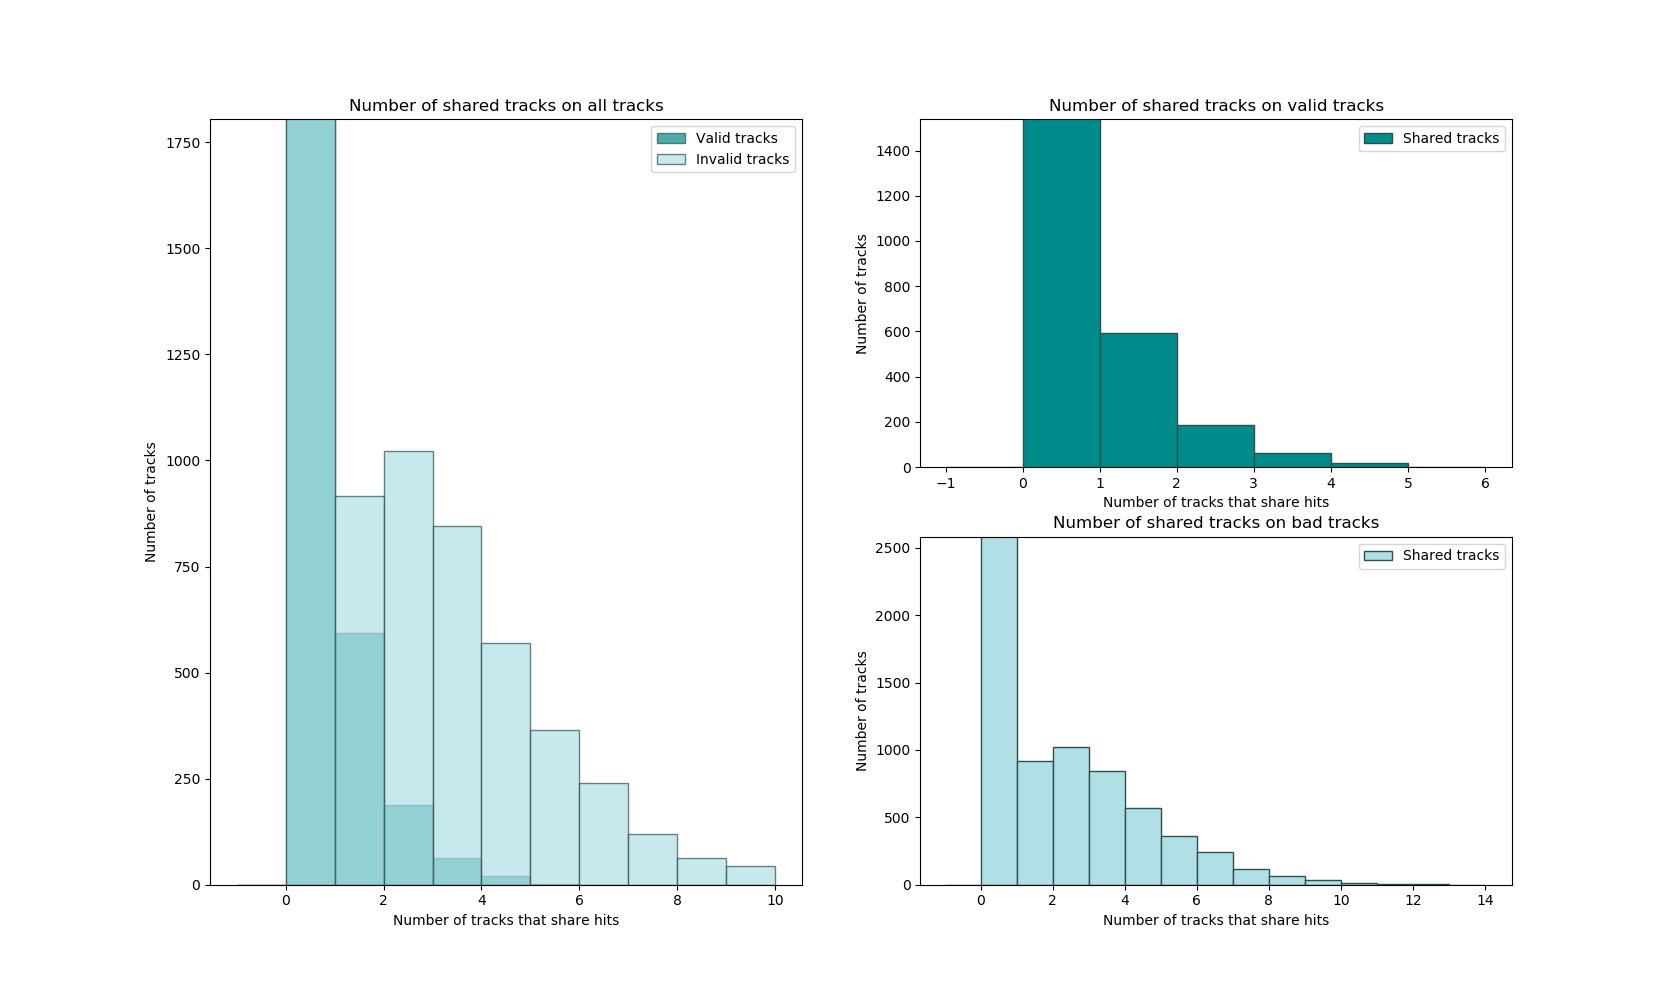 Number of shared tracks on all tracks
Valid tracks
Invalid tracks
1750
1500
1250
1000
750
500
250
0
Number of tracks
0 2 4 6 8 10
Number of tracks that share hits
Number of shared tracks on valid tracks
Shared tracks
1400
1200
1000
800
600
400
200
0
Number of tracks
−1 0 1 2 3 4 5 6
Number of tracks that share hits
Number of shared tracks on bad tracks
Shared tracks
2500
2000
1500
1000
500
0
Number of tracks
0 2 4 6 8 10 12 14
Number of tracks that share hits